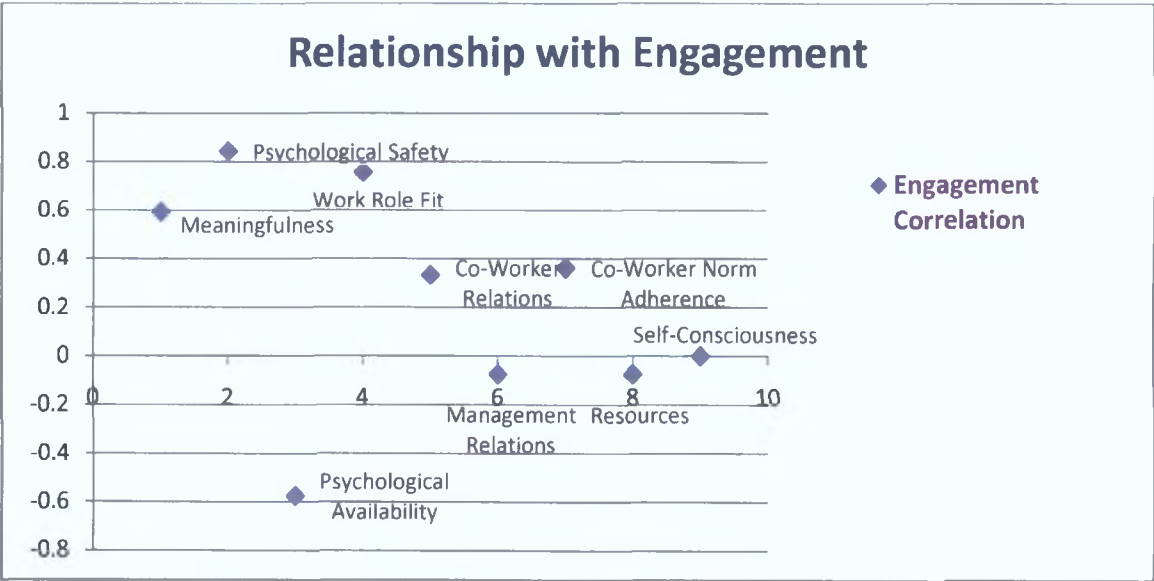 Relationship with Engagement
1
0.8
0.6
0.4
0.2
0
-0.2
-0.4
-0.6
-0.8
0
2
4
6
8
10
Psychological Safety
Work Role Fit
Meaningfulness
Co-Worker
Relations
Co-Worker Norm
Adherence
Self-Consciousness
Management
Relations
Resources
Psychological
Availability
Engagement
Correlation